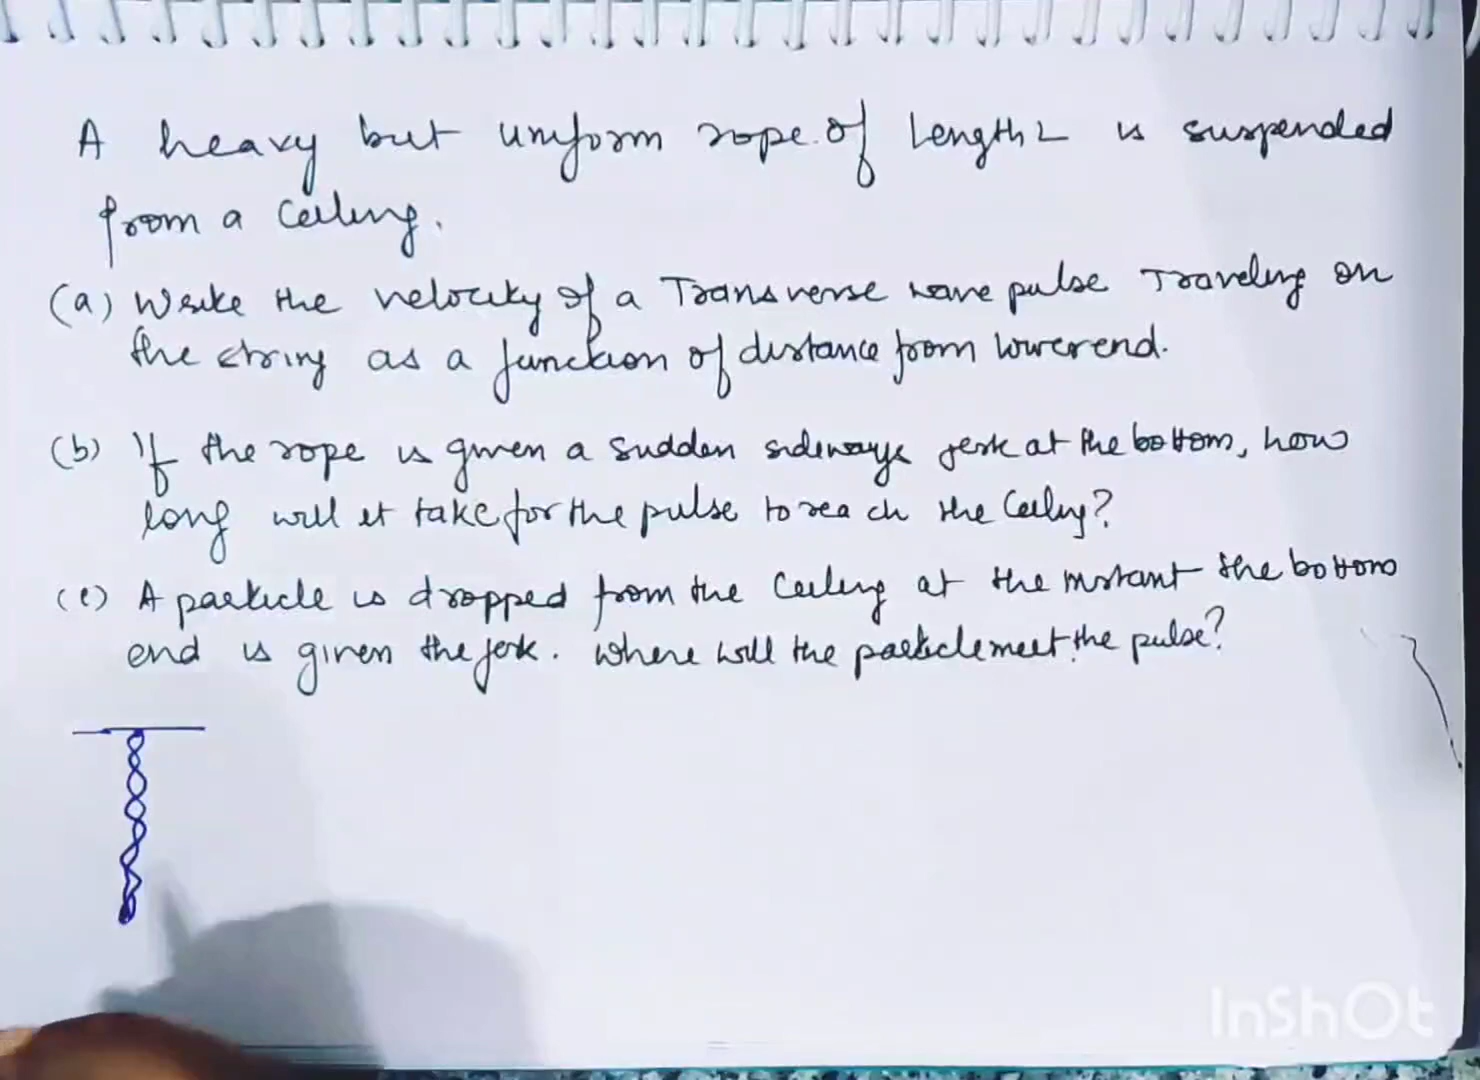 A heavy but uniform rope of Length L is suspended
from a Ceiling.
(a) Write the velocity of a Transverse wave pulse Traveling on
the string as a function of distance from lower end.
(b) If the rope is given a sudden sideways jerk at the bottom, how
long will it take for the pulse to reach the Ceiling?
(c) A particle is dropped from the Ceiling at the instant the bottom
end is given the jerk. where will the particle meet the pulse?
InShOt